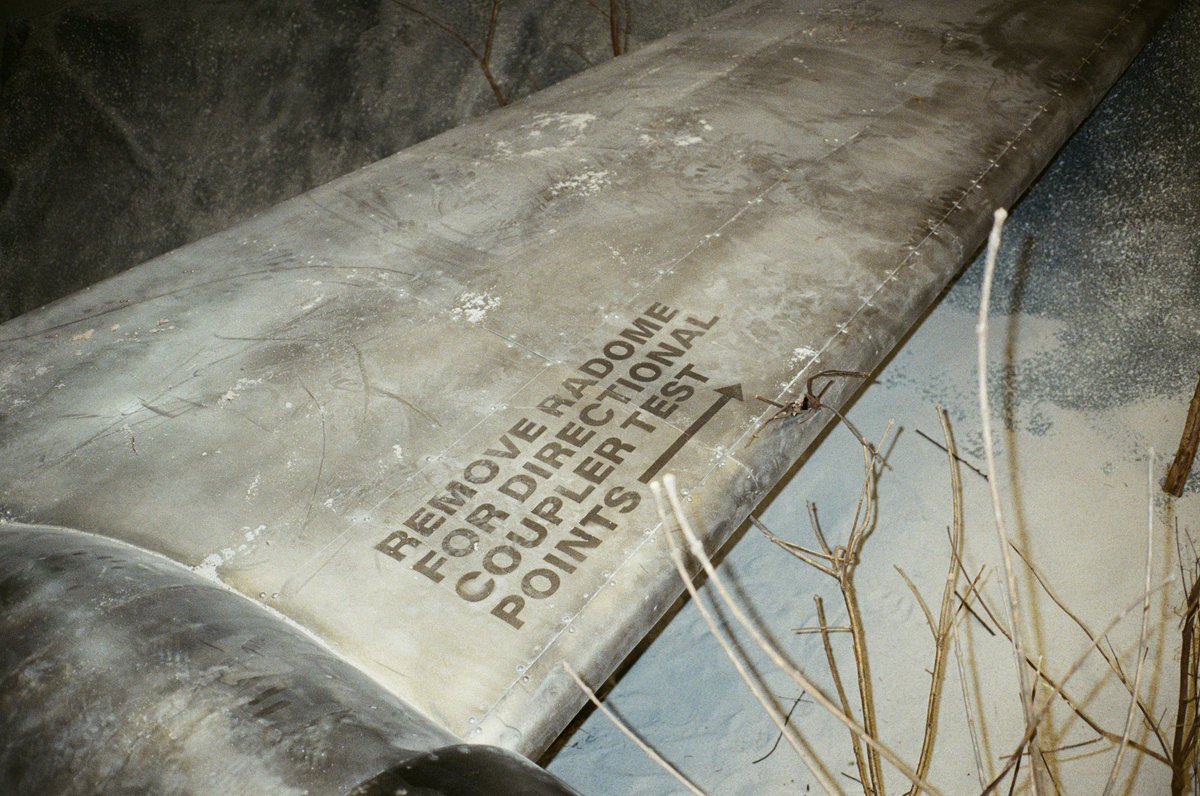 REMOVE RADOME
FOR DIRECTIONAL
COUPLER TEST
POINTS